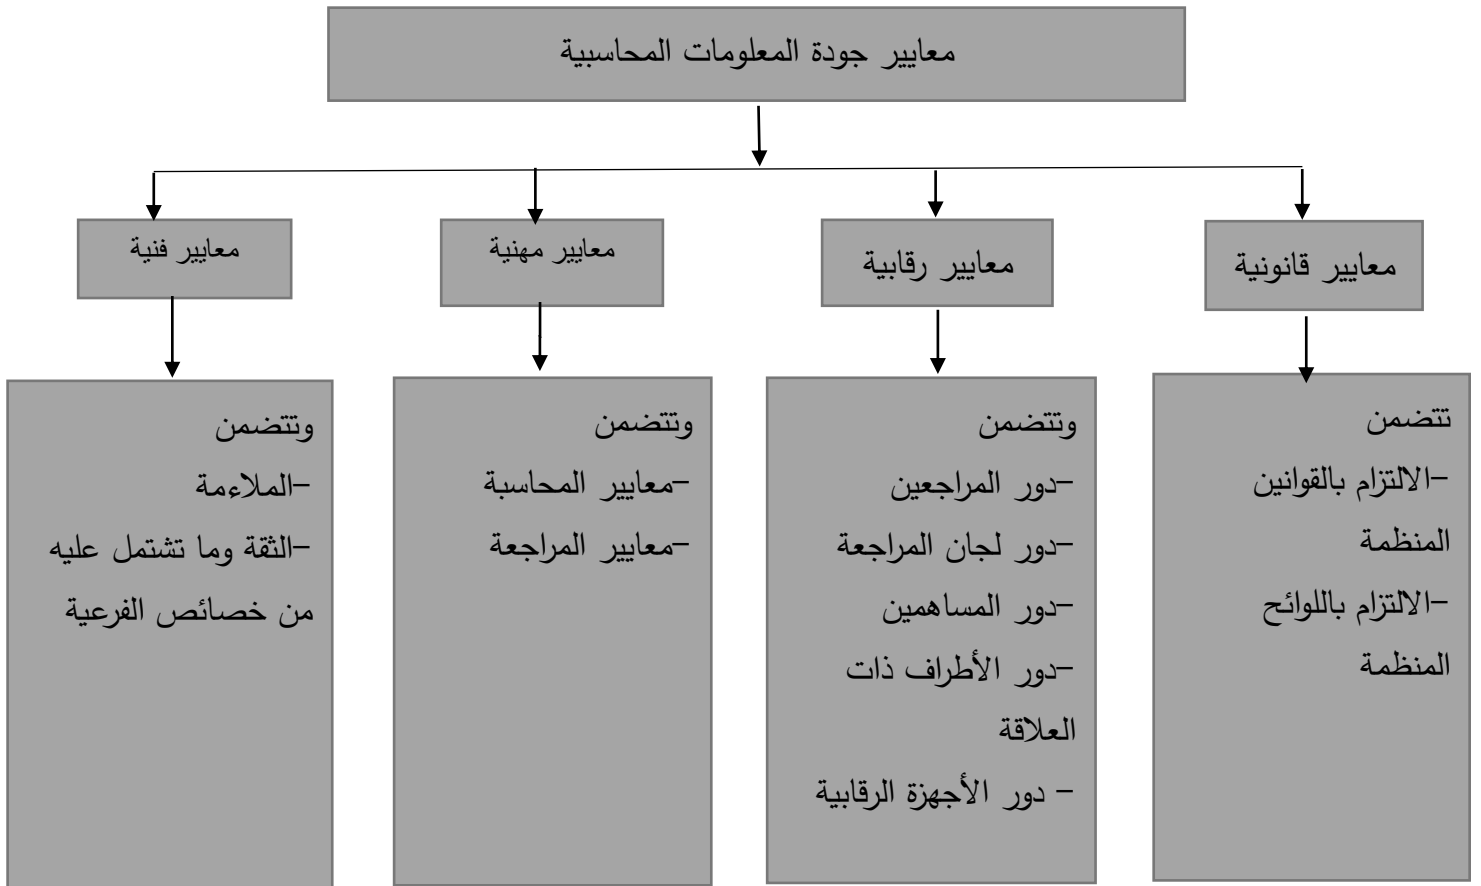 معايير جودة المعلومات المحاسبية
معايير قانونية
معايير رقابية
معايير مهنية
معايير فنية
تتضمن
-الالتزام بالقوانين
المنظمة
-الالتزام باللوائح
المنظمة
وتتضمن
-دور المراجعين
-دور لجان المراجعة
-دور المساهمين
-دور الأطراف ذات
العلاقة
- دور الأجهزة الرقابية
وتتضمن
-معايير المحاسبة
-معايير المراجعة
وتتضمن
-الملاءمة
-الثقة وما تشتمل عليه
من خصائص الفرعية